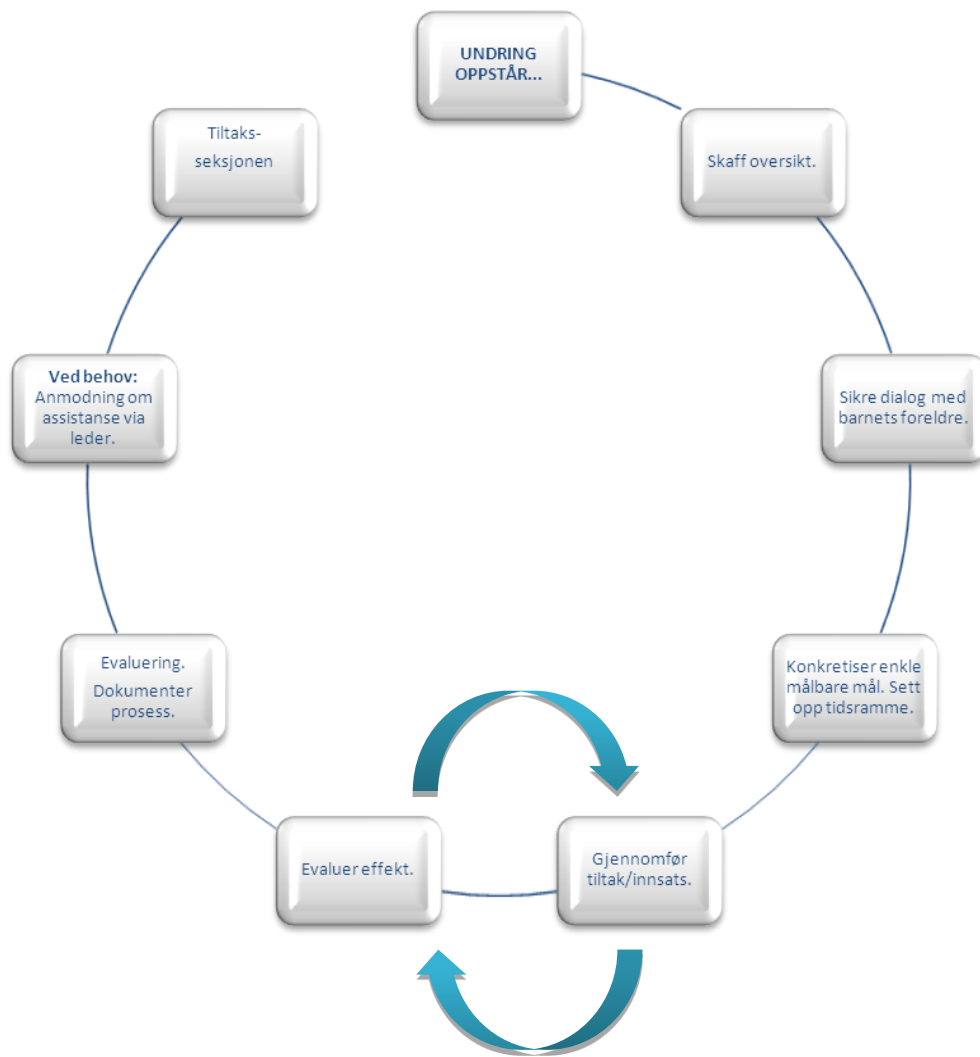 UNDRING
OPPSTÅR...
Skaff oversikt.
Sikre dialog med
barnets foreldre.
Konkretiser enkle
målbare mål. Sett
opp tidsramme.
Gjennomfør
tiltak/innsats.
Evaluer effekt.
Evaluering.
Dokumenter
prosess.
Ved behov:
Anmodning om
assistanse via
leder.
Tiltaks-
seksjonen